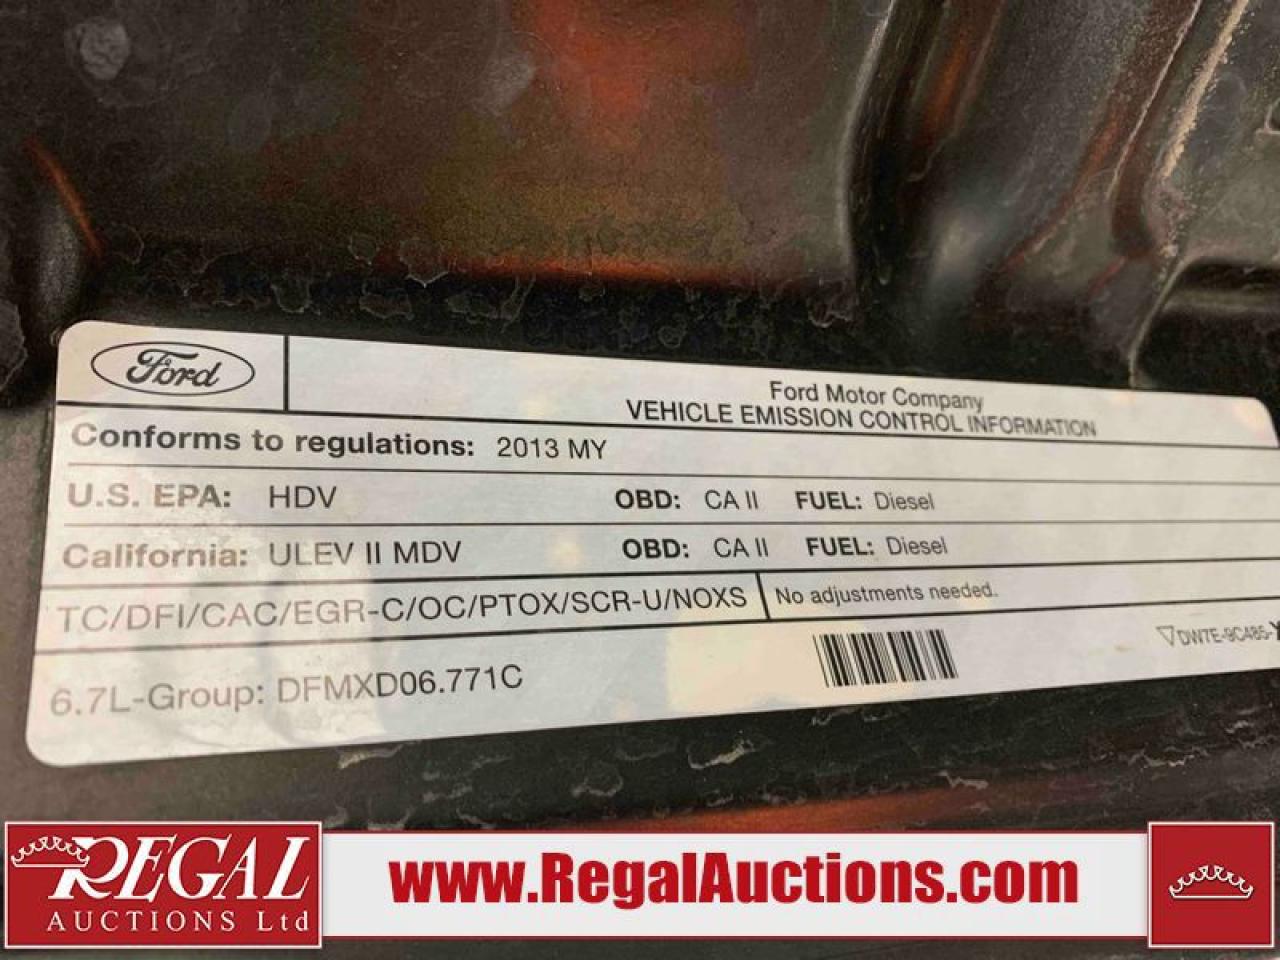 Ford
Ford Motor Company
VEHICLE EMISSION CONTROL INFORMATION
Conforms to regulations: 2013 MY
U.S. EPA: HDV OBD: CA II FUEL: Diesel
California: ULEV II MDV OBD: CA II FUEL: Diesel
TC/DFI/CAC/EGR-C/OC/PTOX/SCR-U/NOXS No adjustments needed.
6.7L-Group: DFMXD06.771C
REGAL
AUCTIONS Ltd
www.RegalAuctions.com